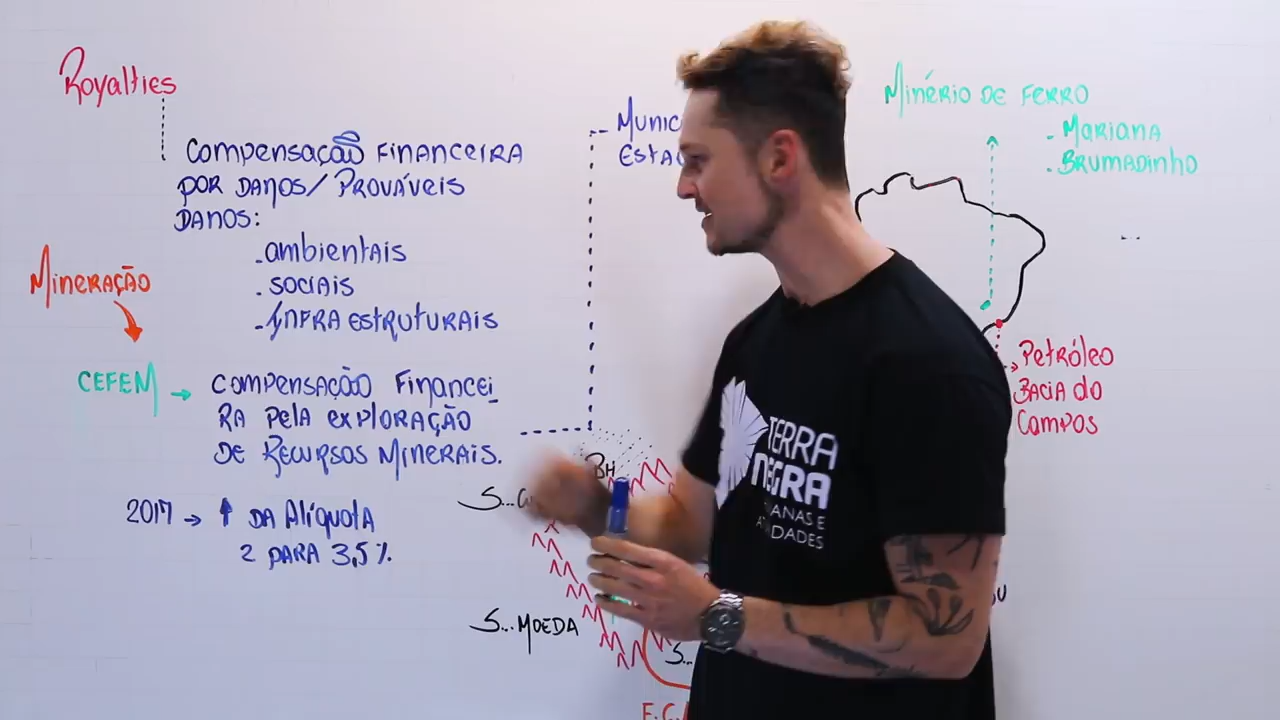 Royalties
Compensação Financeira
por danos/ prováveis
danos:
. ambientais
. sociais
. Infra estruturais
Mineração
CEFEM → Compensação Financei_
ra pela exploração
de Recursos Minerais.
2017 → ↑ da Alíquota
2 para 3,5%
BH
S... Moeda
S...
Minério de Ferro
. Mariana
. Brumadinho
Petróleo
Bacia do
Campos
TERRA
NEGRA